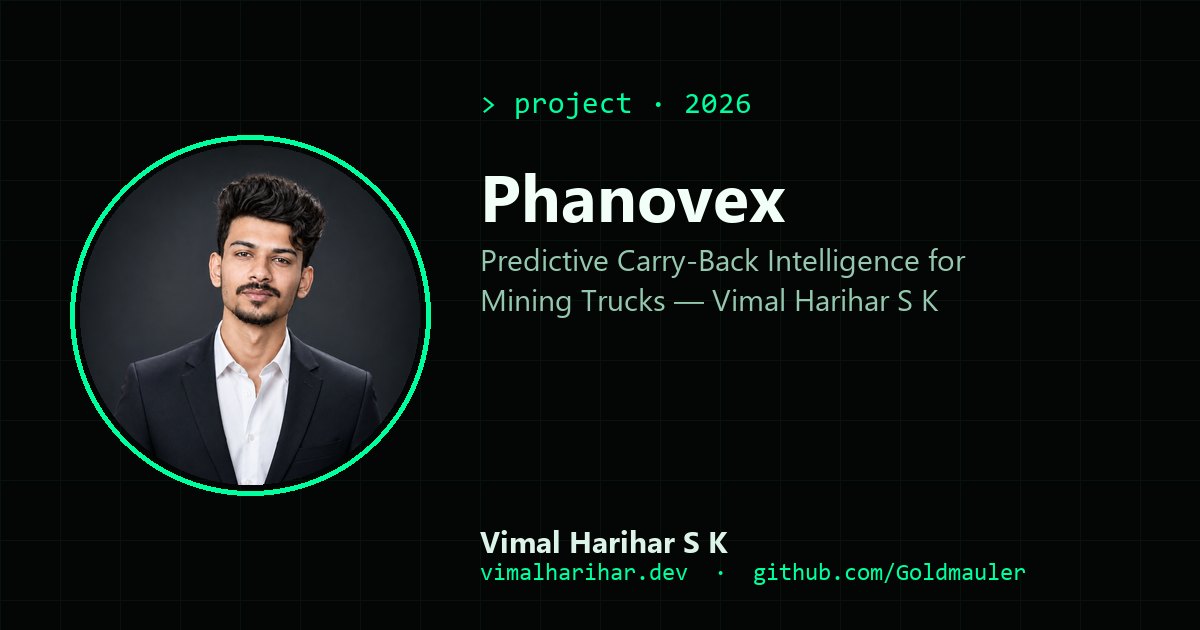 > project · 2026
Phanovex
Predictive Carry-Back Intelligence for
Mining Trucks — Vimal Harihar S K
Vimal Harihar S K
vimalharihar.dev · github.com/Goldmauler